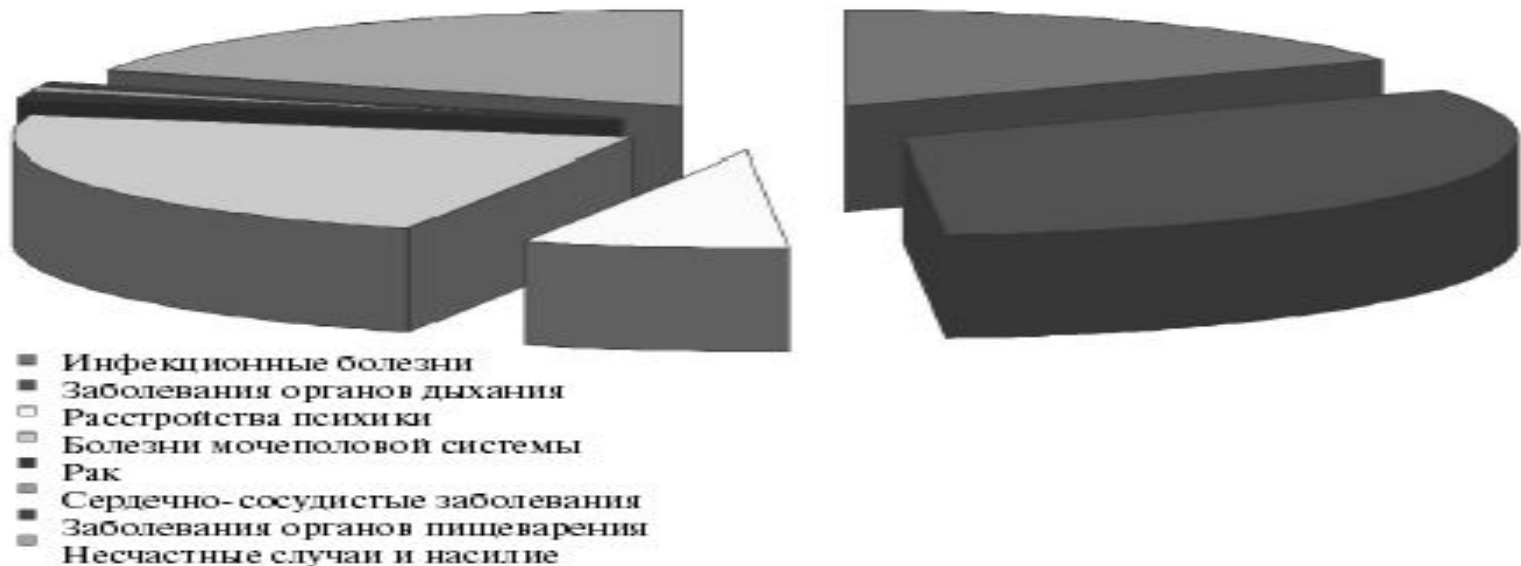 Инфекционные болезни
Заболевания органов дыхания
Расстройства психики
Болезни мочеполовой системы
Рак
Сердечно-сосудистые заболевания
Заболевания органов пищеварения
Несчастные случаи и насилие